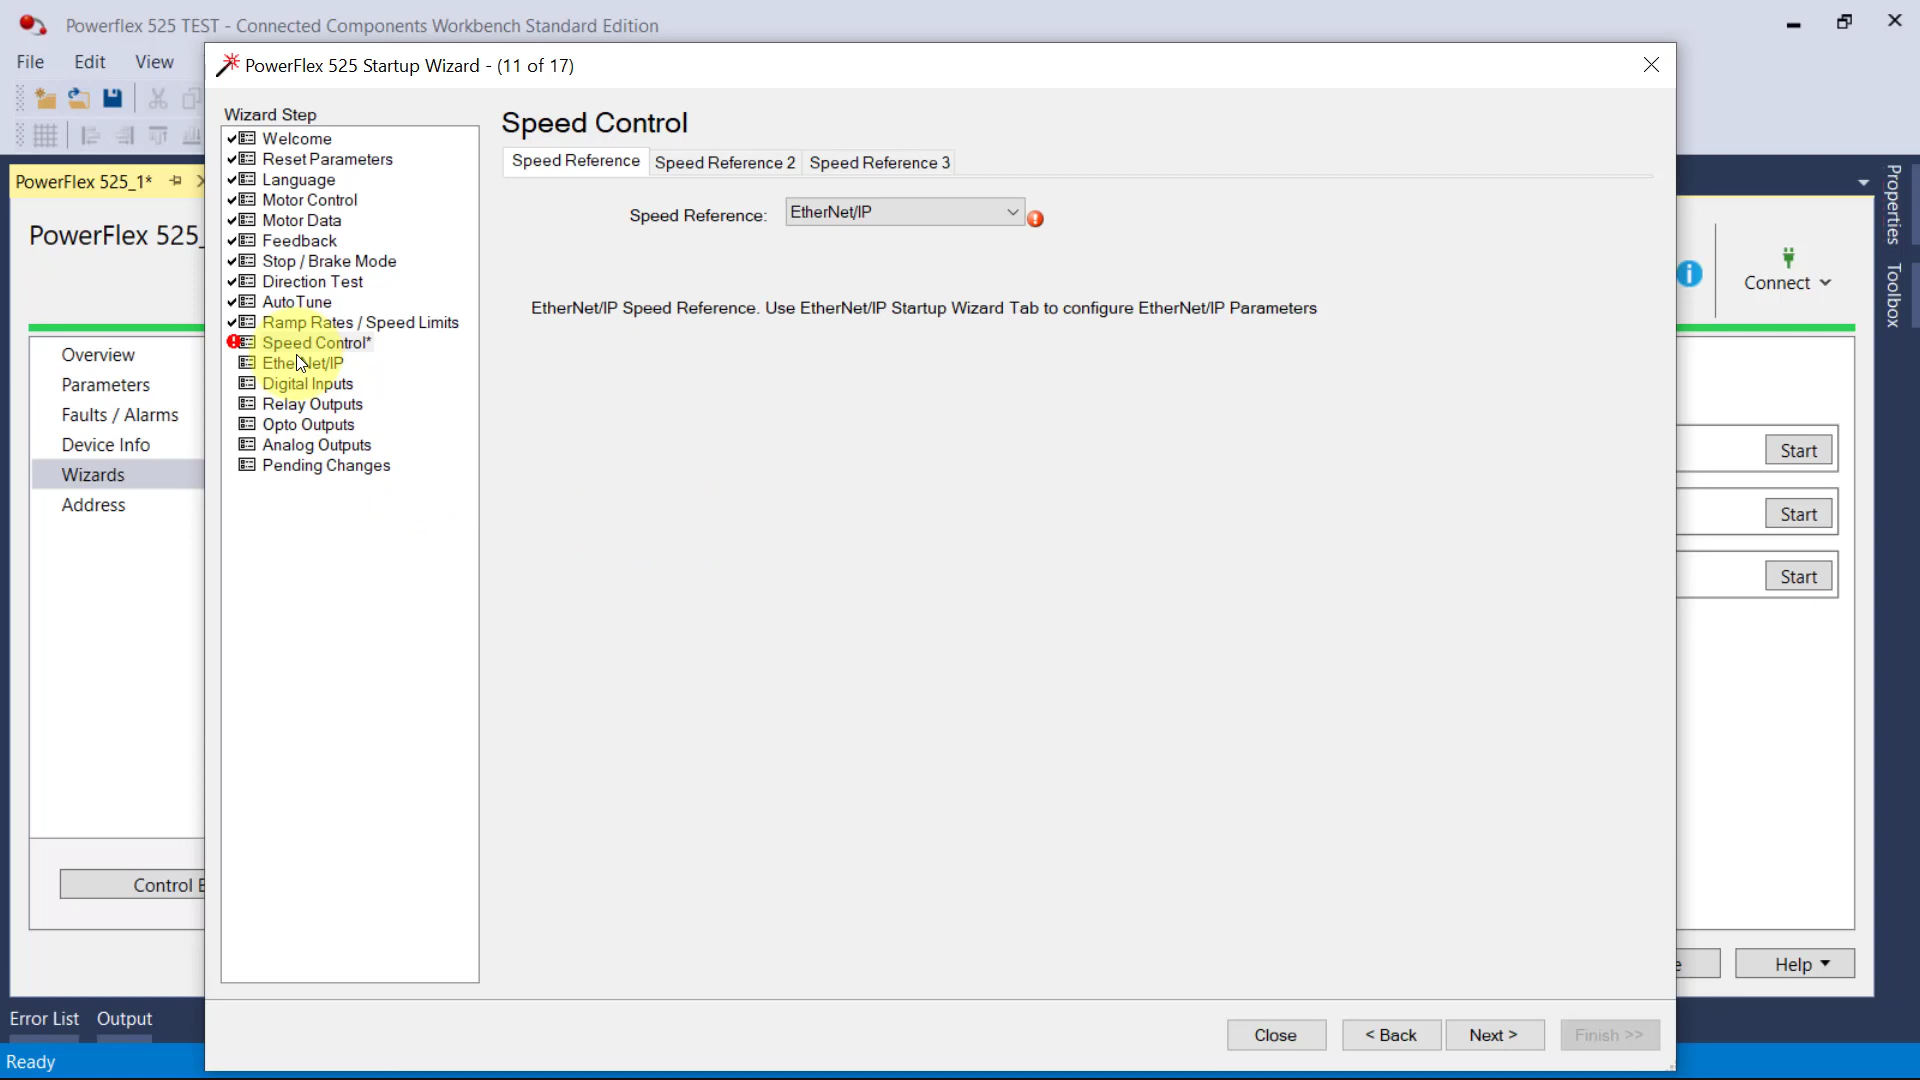 Powerflex 525 TEST - Connected Components Workbench Standard Edition
File Edit View
PowerFlex 525 Startup Wizard - (11 of 17)
Wizard Step
Welcome
Reset Parameters
Language
Motor Control
Motor Data
Feedback
Stop / Brake Mode
Direction Test
AutoTune
Ramp Rates / Speed Limits
Speed Control*
EtherNet/IP
Digital Inputs
Relay Outputs
Opto Outputs
Analog Outputs
Pending Changes
Speed Control
Speed Reference Speed Reference 2 Speed Reference 3
Speed Reference: EtherNet/IP
EtherNet/IP Speed Reference. Use EtherNet/IP Startup Wizard Tab to configure EtherNet/IP Parameters
Close < Back Next > Finish >>
PowerFlex 525_1*
PowerFlex 525_
Overview
Parameters
Faults / Alarms
Device Info
Wizards
Address
Control
Connect
Start
Start
Start
Help
Properties
Toolbox
Error List Output
Ready